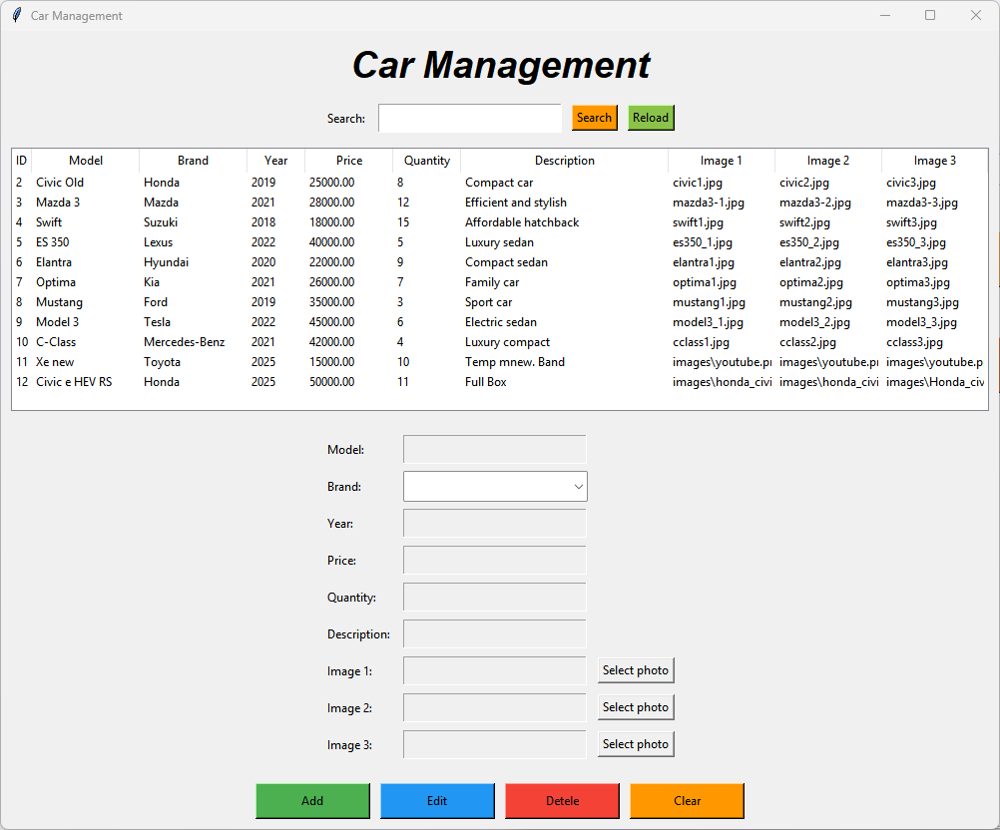 Car Management
Car Management
Search: Search Reload
ID Model Brand Year Price Quantity Description Image 1 Image 2 Image 3
2 Civic Old Honda 2019 25000.00 8 Compact car civic1.jpg civic2.jpg civic3.jpg
3 Mazda 3 Mazda 2021 28000.00 12 Efficient and stylish mazda3-1.jpg mazda3-2.jpg mazda3-3.jpg
4 Swift Suzuki 2018 18000.00 15 Affordable hatchback swift1.jpg swift2.jpg swift3.jpg
5 ES 350 Lexus 2022 40000.00 5 Luxury sedan es350_1.jpg es350_2.jpg es350_3.jpg
6 Elantra Hyundai 2020 22000.00 9 Compact sedan elantra1.jpg elantra2.jpg elantra3.jpg
7 Optima Kia 2021 26000.00 7 Family car optima1.jpg optima2.jpg optima3.jpg
8 Mustang Ford 2019 35000.00 3 Sport car mustang1.jpg mustang2.jpg mustang3.jpg
9 Model 3 Tesla 2022 45000.00 6 Electric sedan model3_1.jpg model3_2.jpg model3_3.jpg
10 C-Class Mercedes-Benz 2021 42000.00 4 Luxury compact cclass1.jpg cclass2.jpg cclass3.jpg
11 Xe new Toyota 2025 15000.00 10 Temp mnew. Band images\youtube.pr images\youtube.pr images\youtube.p
12 Civic e HEV RS Honda 2025 50000.00 11 Full Box images\honda_civi images\honda_civi images\Honda_civ
Model:
Brand:
Year:
Price:
Quantity:
Description:
Image 1: Select photo
Image 2: Select photo
Image 3: Select photo
Add Edit Detele Clear